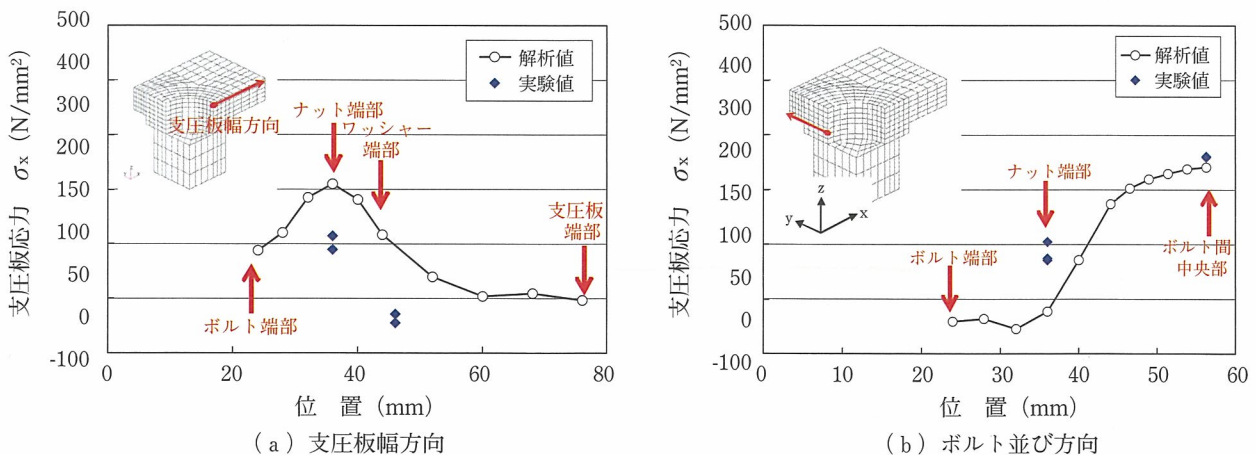 支圧板応力 σx (N/mm²)
500
400
300
200
150
100
50
0
-100
解析値
実験値
支圧板幅方向
ナット端部
ワッシャー
端部
支圧板
端部
ボルト端部
0 20 40 60 80
位 置 (mm)
(a) 支圧板幅方向
支圧板応力 σx (N/mm²)
500
400
300
200
150
100
50
0
-100
解析値
実験値
z
y
x
ナット端部
ボルト端部
ボルト間
中央部
0 10 20 30 40 50 60
位 置 (mm)
(b) ボルト並び方向